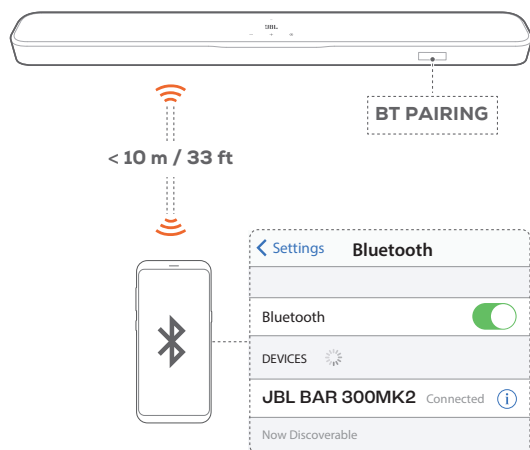 JBL
BT PAIRING
< 10 m / 33 ft
Settings
Bluetooth
Bluetooth
DEVICES
JBL BAR 300MK2 Connected
Now Discoverable